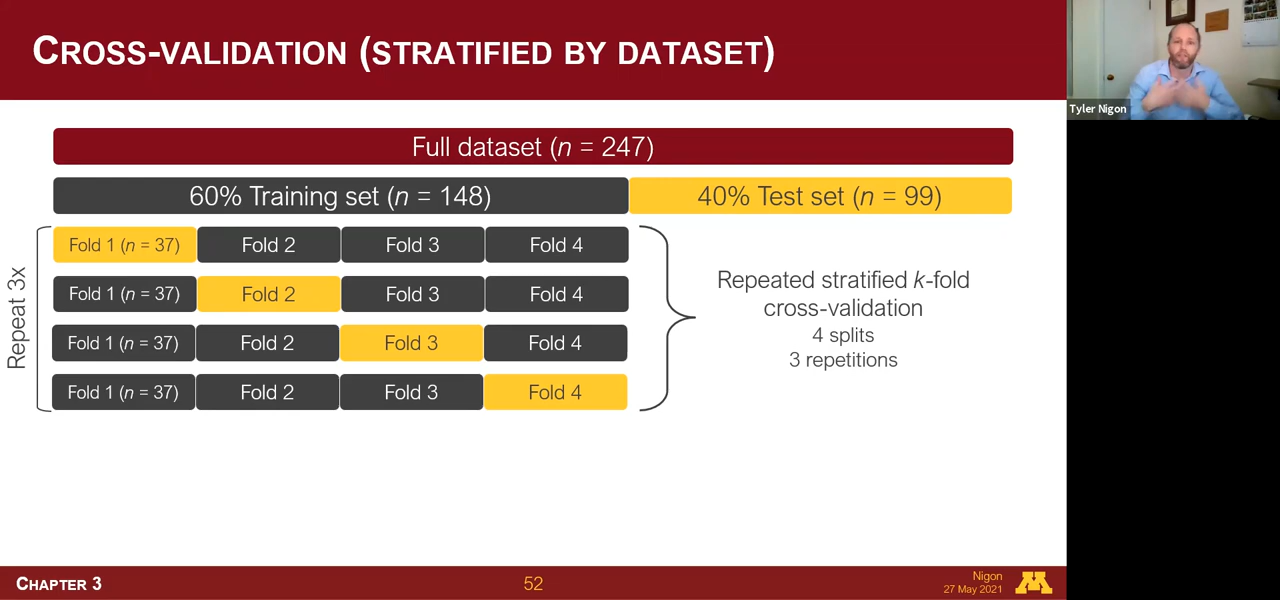 CROSS-VALIDATION (STRATIFIED BY DATASET)
Tyler Nigon
Full dataset (n = 247)
60% Training set (n = 148)
40% Test set (n = 99)
Repeat 3x
Fold 1 (n = 37)
Fold 2
Fold 3
Fold 4
Fold 1 (n = 37)
Fold 2
Fold 3
Fold 4
Fold 1 (n = 37)
Fold 2
Fold 3
Fold 4
Fold 1 (n = 37)
Fold 2
Fold 3
Fold 4
Repeated stratified k-fold
cross-validation
4 splits
3 repetitions
CHAPTER 3
52
Nigon
27 May 2021
M